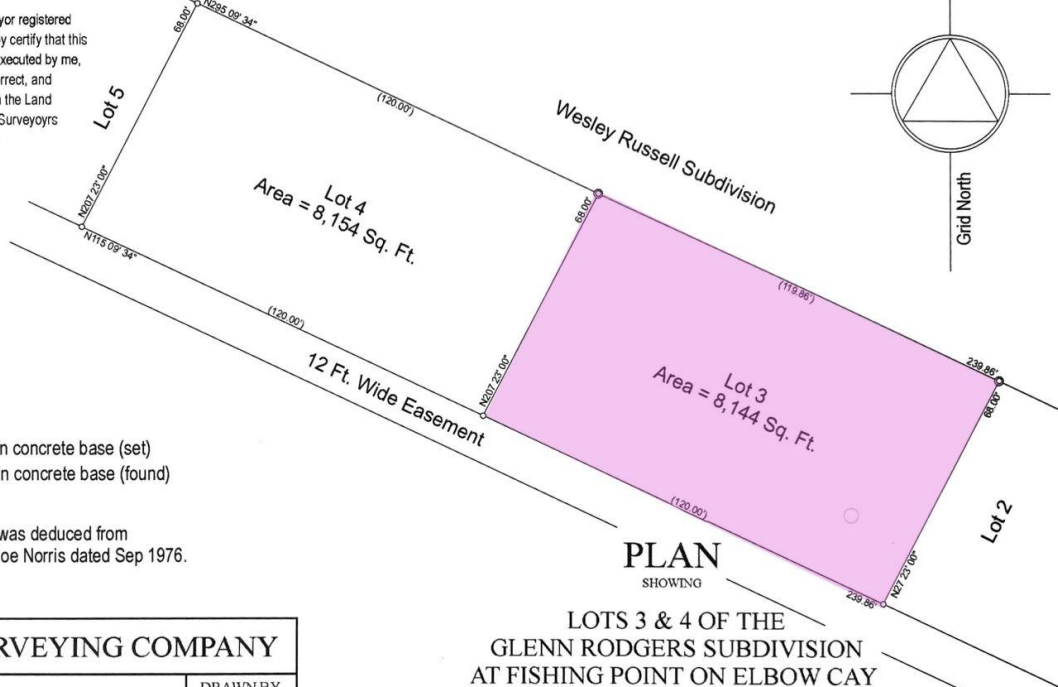 yor registered
y certify that this
xecuted by me,
rrect, and
the Land
Surveyoyrs
Lot 5
68.00'
N295 09' 34"
(120.00')
Wesley Russell Subdivision
Grid North
Lot 4
Area = 8,154 Sq. Ft.
N207 23' 00"
N115 09' 34"
(120.00')
12 Ft. Wide Easement
68.00'
(119.86')
N207 23' 00"
Lot 3
Area = 8,144 Sq. Ft.
239.86'
68.00'
(120.00')
Lot 2
N27 23' 00"
239.86'
n concrete base (set)
n concrete base (found)
was deduced from
oe Norris dated Sep 1976.
PLAN
SHOWING
LOTS 3 & 4 OF THE
GLENN RODGERS SUBDIVISION
AT FISHING POINT ON ELBOW CAY
RVEYING COMPANY
DRAWN BY